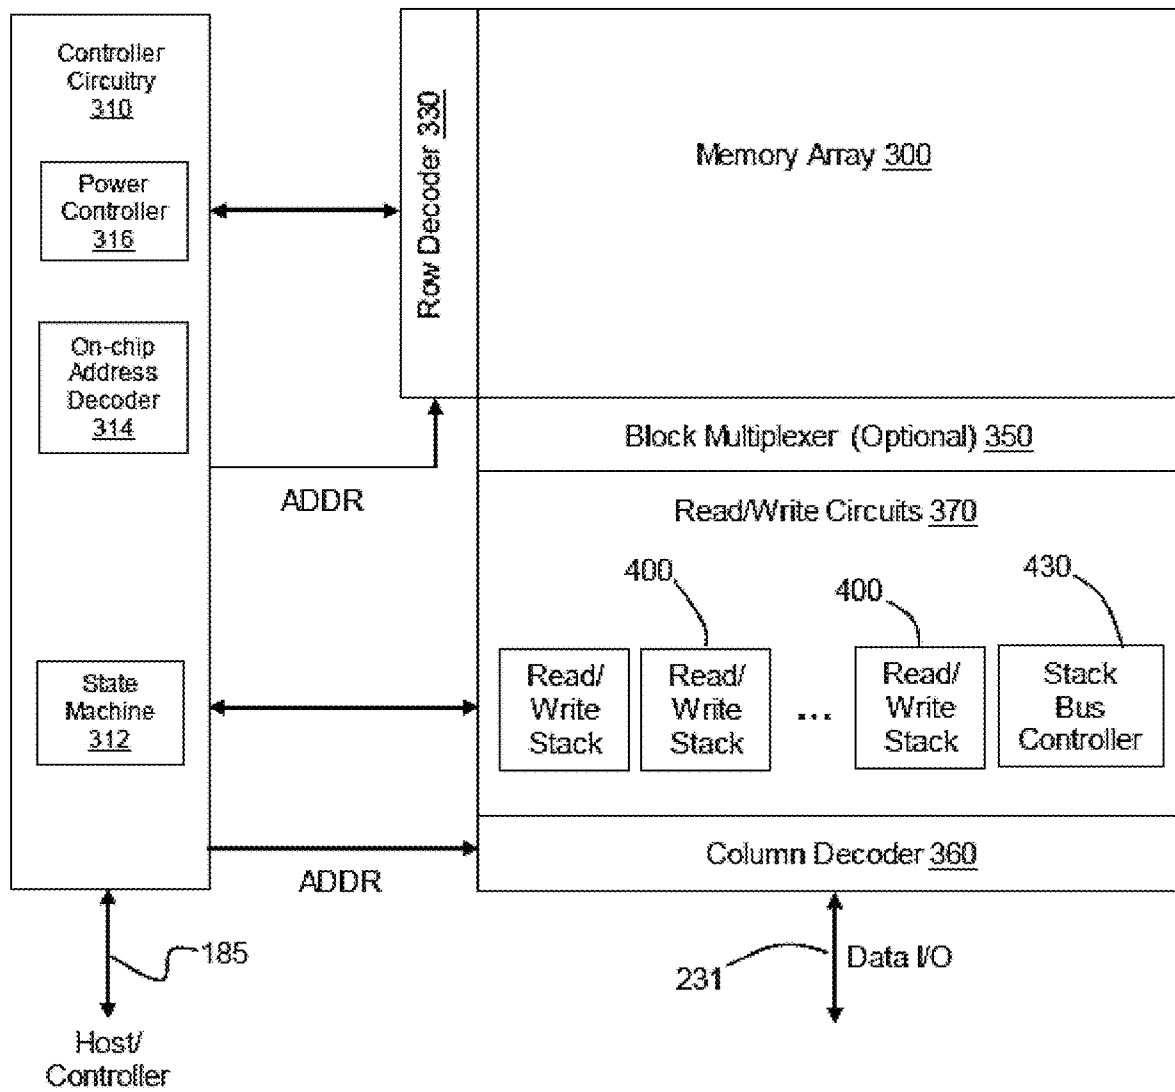 Controller
Circuitry
310
Power
Controller
316
On-chip
Address
Decoder
314
State
Machine
312
Row Decoder 330
Memory Array 300
Block Multiplexer (Optional) 350
ADDR
Read/Write Circuits 370
400
400
430
Read/
Write
Stack
Read/
Write
Stack
...
Read/
Write
Stack
Stack
Bus
Controller
Column Decoder 360
ADDR
185
231
Data I/O
Host/
Controller